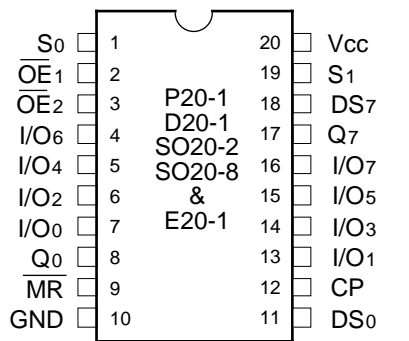 S0 1 20 Vcc
OE1 2 19 S1
OE2 3 P20-1 18 DS7
I/O6 4 D20-1 17 Q7
I/O4 5 SO20-2 16 I/O7
I/O2 6 SO20-8 15 I/O5
I/O0 7 & 14 I/O3
Q0 8 E20-1 13 I/O1
MR 9 12 CP
GND 10 11 DS0